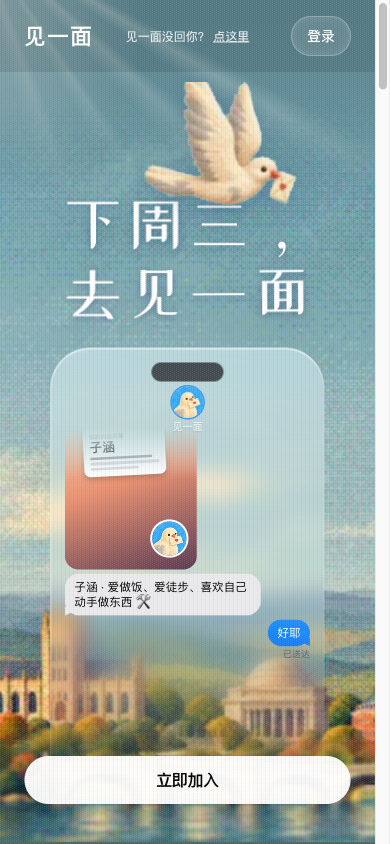 见一面
见一面没回你? 点这里
登录
下周三，
去见一面
见一面
子涵
子涵 · 爱做饭、爱徒步、喜欢自己
动手做东西 🛠️
好耶
已送达
立即加入